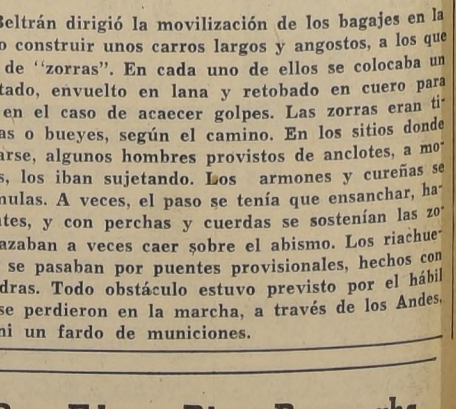 Beltrán dirigió la movilización de los bagajes en la
o construir unos carros largos y angostos, a los que
de "zorras". En cada uno de ellos se colocaba un
tado, envuelto en lana y retobado en cuero para
en el caso de acaecer golpes. Las zorras eran ti-
as o bueyes, según el camino. En los sitios donde
arse, algunos hombres provistos de anclotes, a mo-
s, los iban sujetando. Los armones y cureñas se
mulas. A veces, el paso se tenía que ensanchar, ha-
ntes, y con perchas y cuerdas se sostenían las zo-
azaban a veces caer sobre el abismo. Los riachue-
se pasaban por puentes provisionales, hechos con
dras. Todo obstáculo estuvo previsto por el hábil
se perdieron en la marcha, a través de los Andes,
ni un fardo de municiones.